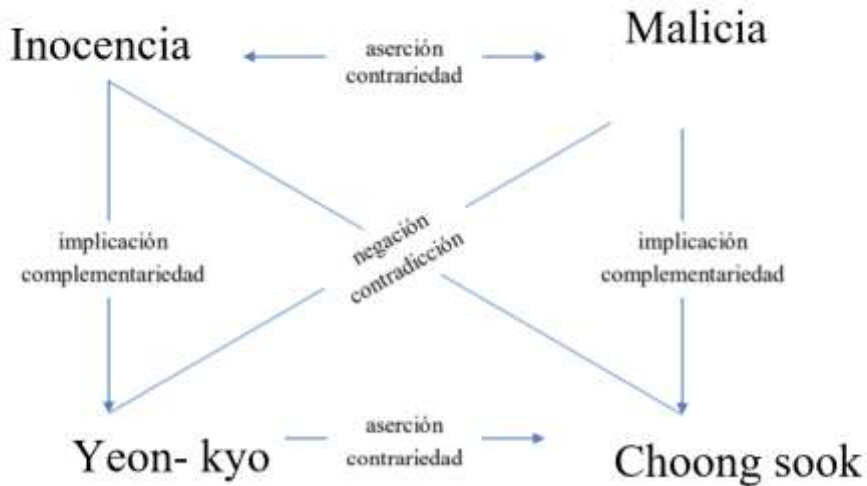 Inocencia
aserción
contrariedad
Malicia
implicación
complementariedad
negación
contradicción
implicación
complementariedad
Yeon- kyo
aserción
contrariedad
Choong sook